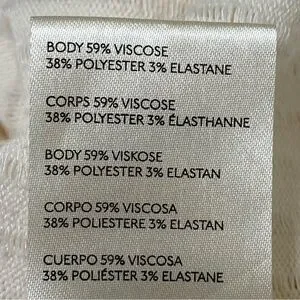 BODY 59% VISCOSE
38% POLYESTER 3% ELASTANE
CORPS 59% VISCOSE
38% POLYESTER 3% ÉLASTHANNE
BODY 59% VISKOSE
38% POLYESTER 3% ELASTAN
CORPO 59% VISCOSA
38% POLIESTERE 3% ELASTAN
CUERPO 59% VISCOSA
38% POLIÉSTER 3% ELASTANE